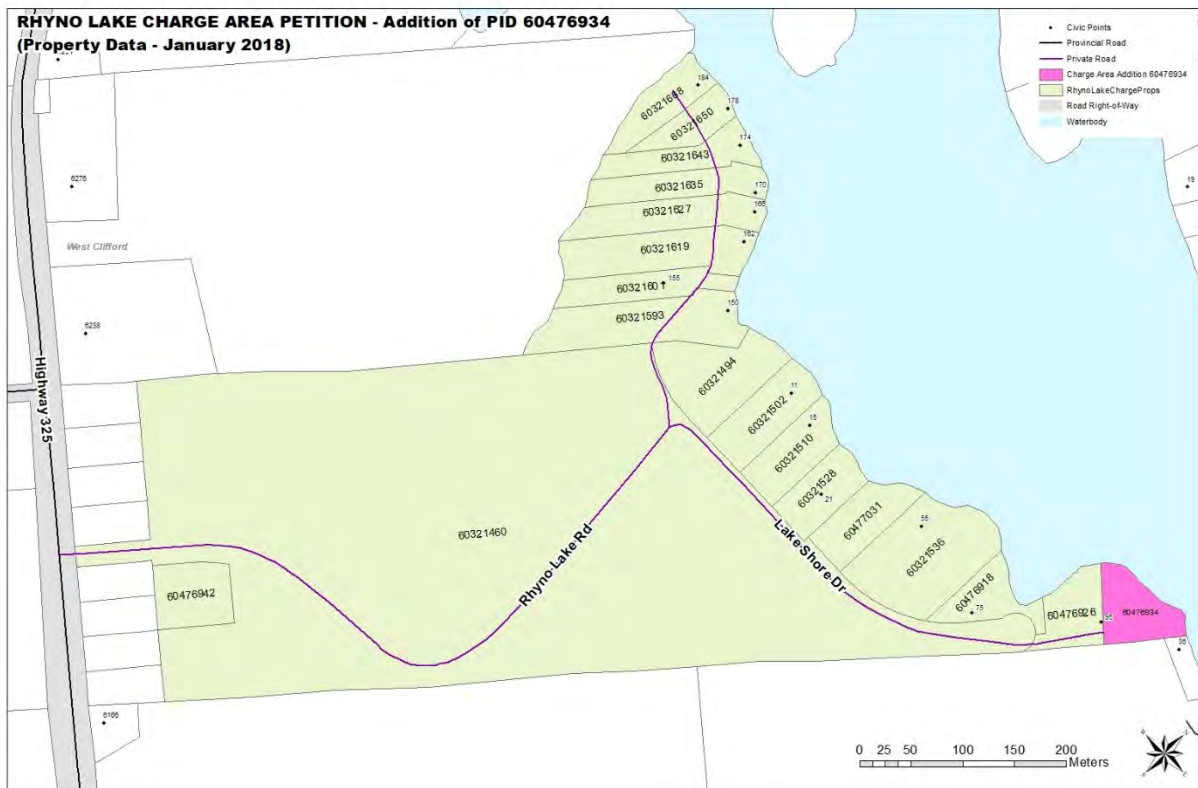 RHYNO LAKE CHARGE AREA PETITION - Addition of PID 60476934
(Property Data - January 2018)
Civic Points
Provincial Road
Private Road
Charge Area Addition 60476934
RhynoLakeChargeProps
Road Right-of-Way
Waterbody
184
60321668
178
60321650
174
60321643
6276
60321635
170
19
60321627
166
West Clifford
162
60321619
155
60321601
150
60321593
6238
60321494
11
60321502
15
60321510
Highway 325
60321528
21
60477031
55
60321536
60321460
Rhyno Lake Rd
Lake Shore Dr
60476942
60476918
75
60476926
95
60476934
6166
0 25 50 100 150 200
Meters